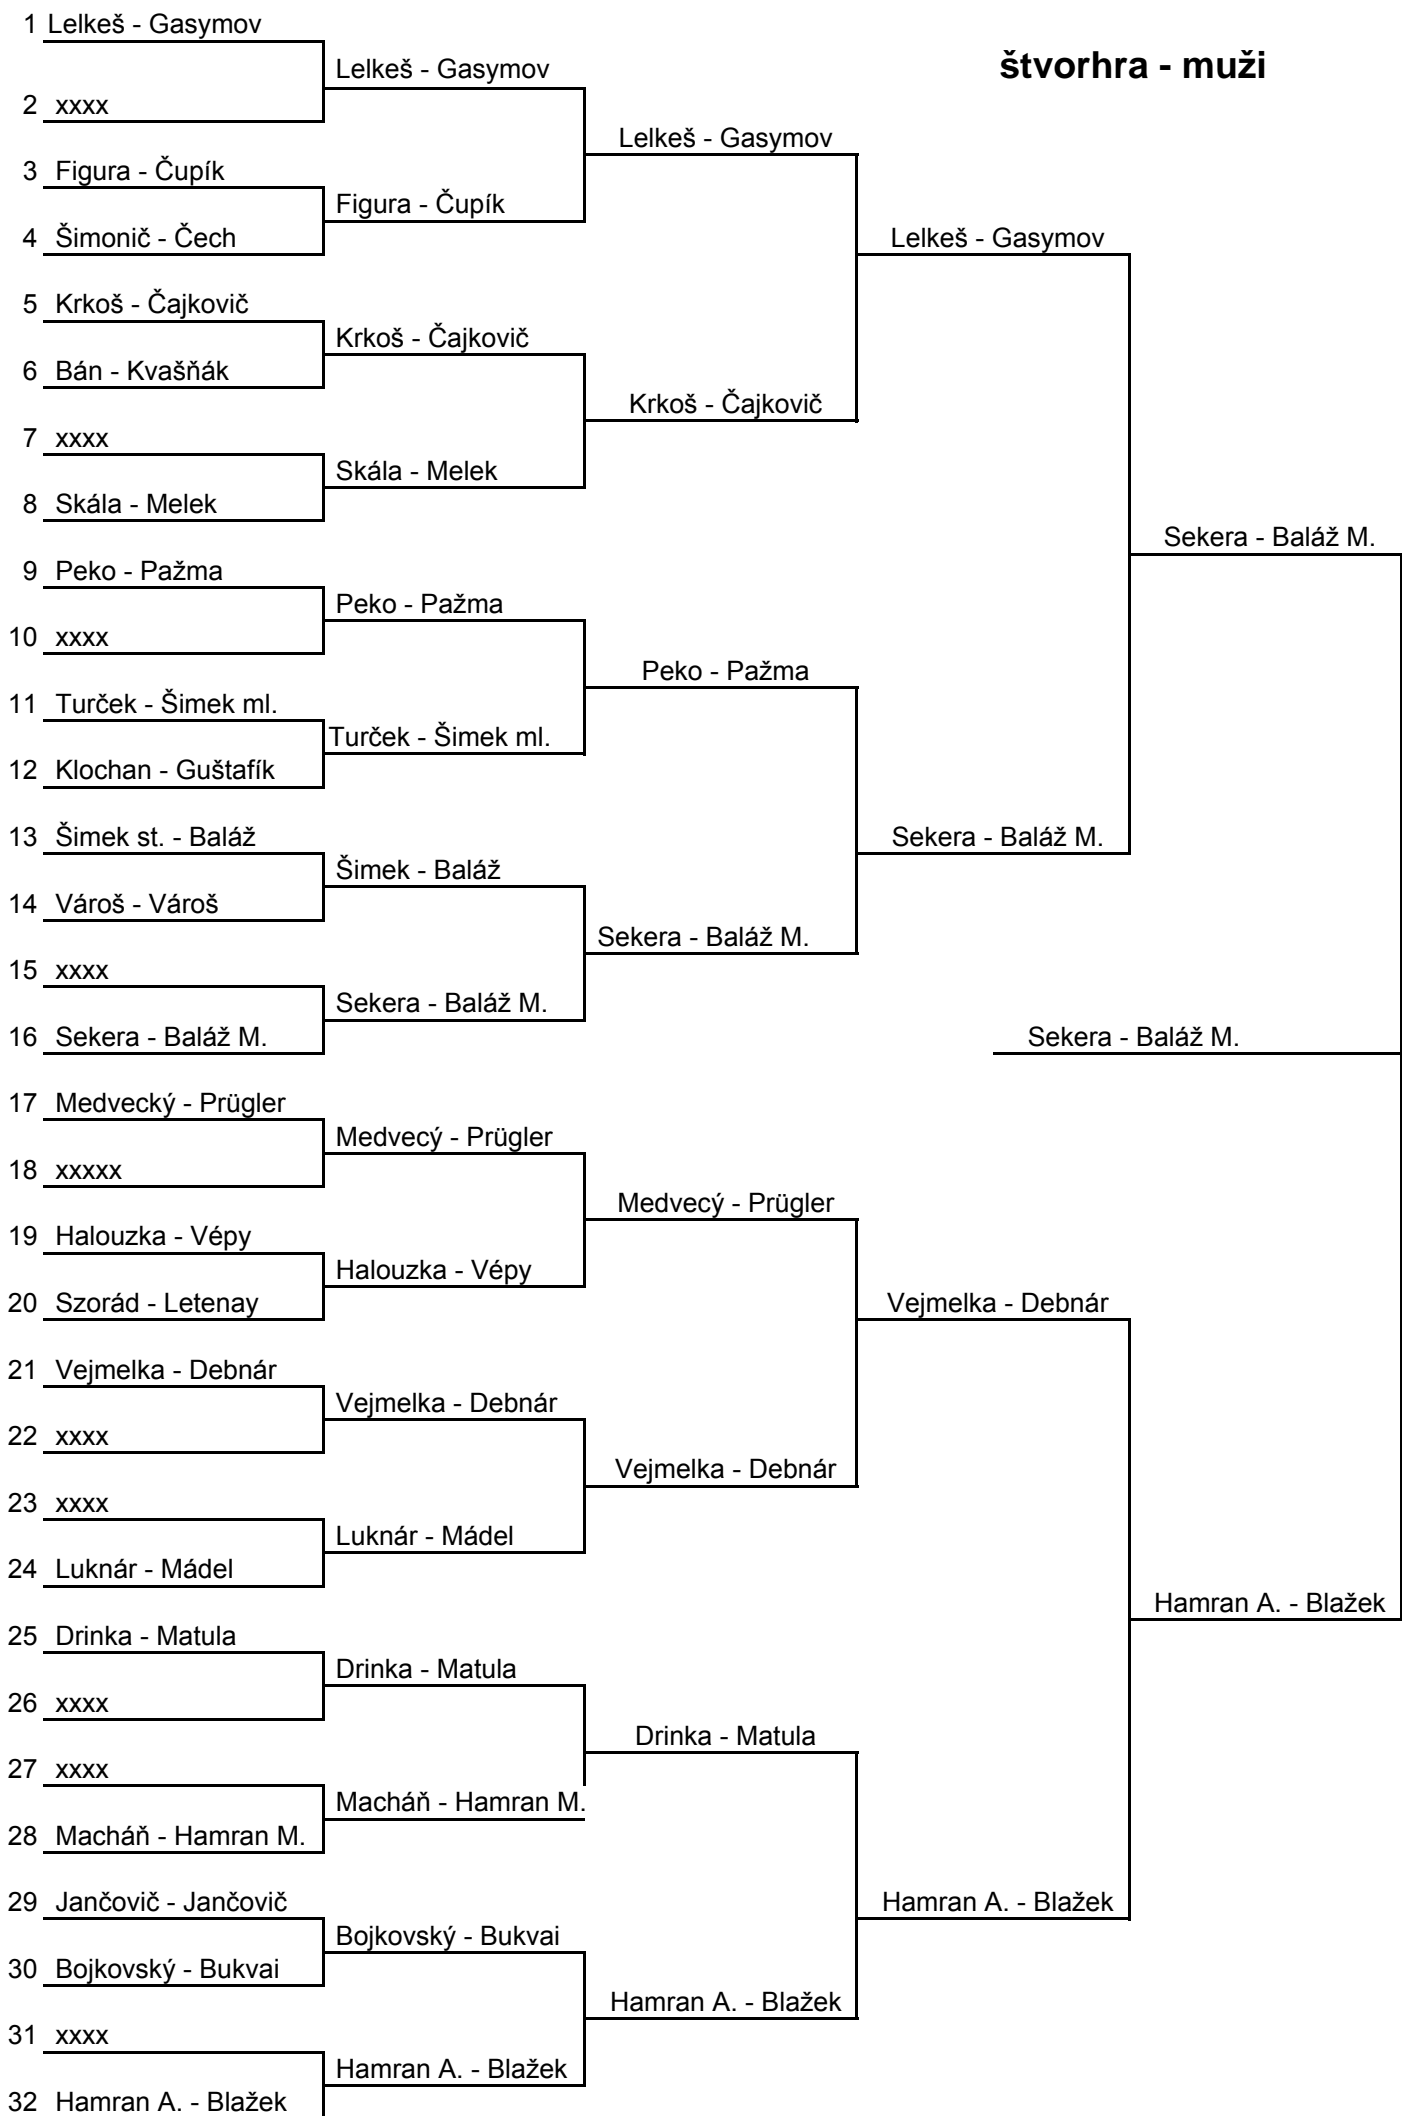 1 Lelkeš - Gasymov
štvorhra - muži
Lelkeš - Gasymov
2 xxxx
Lelkeš - Gasymov
3 Figura - Čupík
Figura - Čupík
4 Šimonič - Čech
Lelkeš - Gasymov
5 Krkoš - Čajkovič
Krkoš - Čajkovič
6 Bán - Kvašňák
Krkoš - Čajkovič
7 xxxx
Skála - Melek
8 Skála - Melek
Sekera - Baláž M.
9 Peko - Pažma
Peko - Pažma
10 xxxx
Peko - Pažma
11 Turček - Šimek ml.
Turček - Šimek ml.
12 Klochan - Guštafík
13 Šimek st. - Baláž
Sekera - Baláž M.
Šimek - Baláž
14 Város - Város
Sekera - Baláž M.
15 xxxx
Sekera - Baláž M.
16 Sekera - Baláž M.
Sekera - Baláž M.
17 Medvecký - Prügler
Medvecý - Prügler
18 xxxxx
Medvecý - Prügler
19 Halouzka - Vépy
Halouzka - Vépy
20 Szorád - Letenay
Vejmelka - Debnár
21 Vejmelka - Debnár
Vejmelka - Debnár
22 xxxx
Vejmelka - Debnár
23 xxxx
Luknár - Mádel
24 Luknár - Mádel
Hamran A. - Blažek
25 Drinka - Matula
Drinka - Matula
26 xxxx
Drinka - Matula
27 xxxx
Macháň - Hamran M.
28 Macháň - Hamran M.
29 Jančovič - Jančovič
Hamran A. - Blažek
Bojkovský - Bukvai
30 Bojkovský - Bukvai
Hamran A. - Blažek
31 xxxx
Hamran A. - Blažek
32 Hamran A. - Blažek